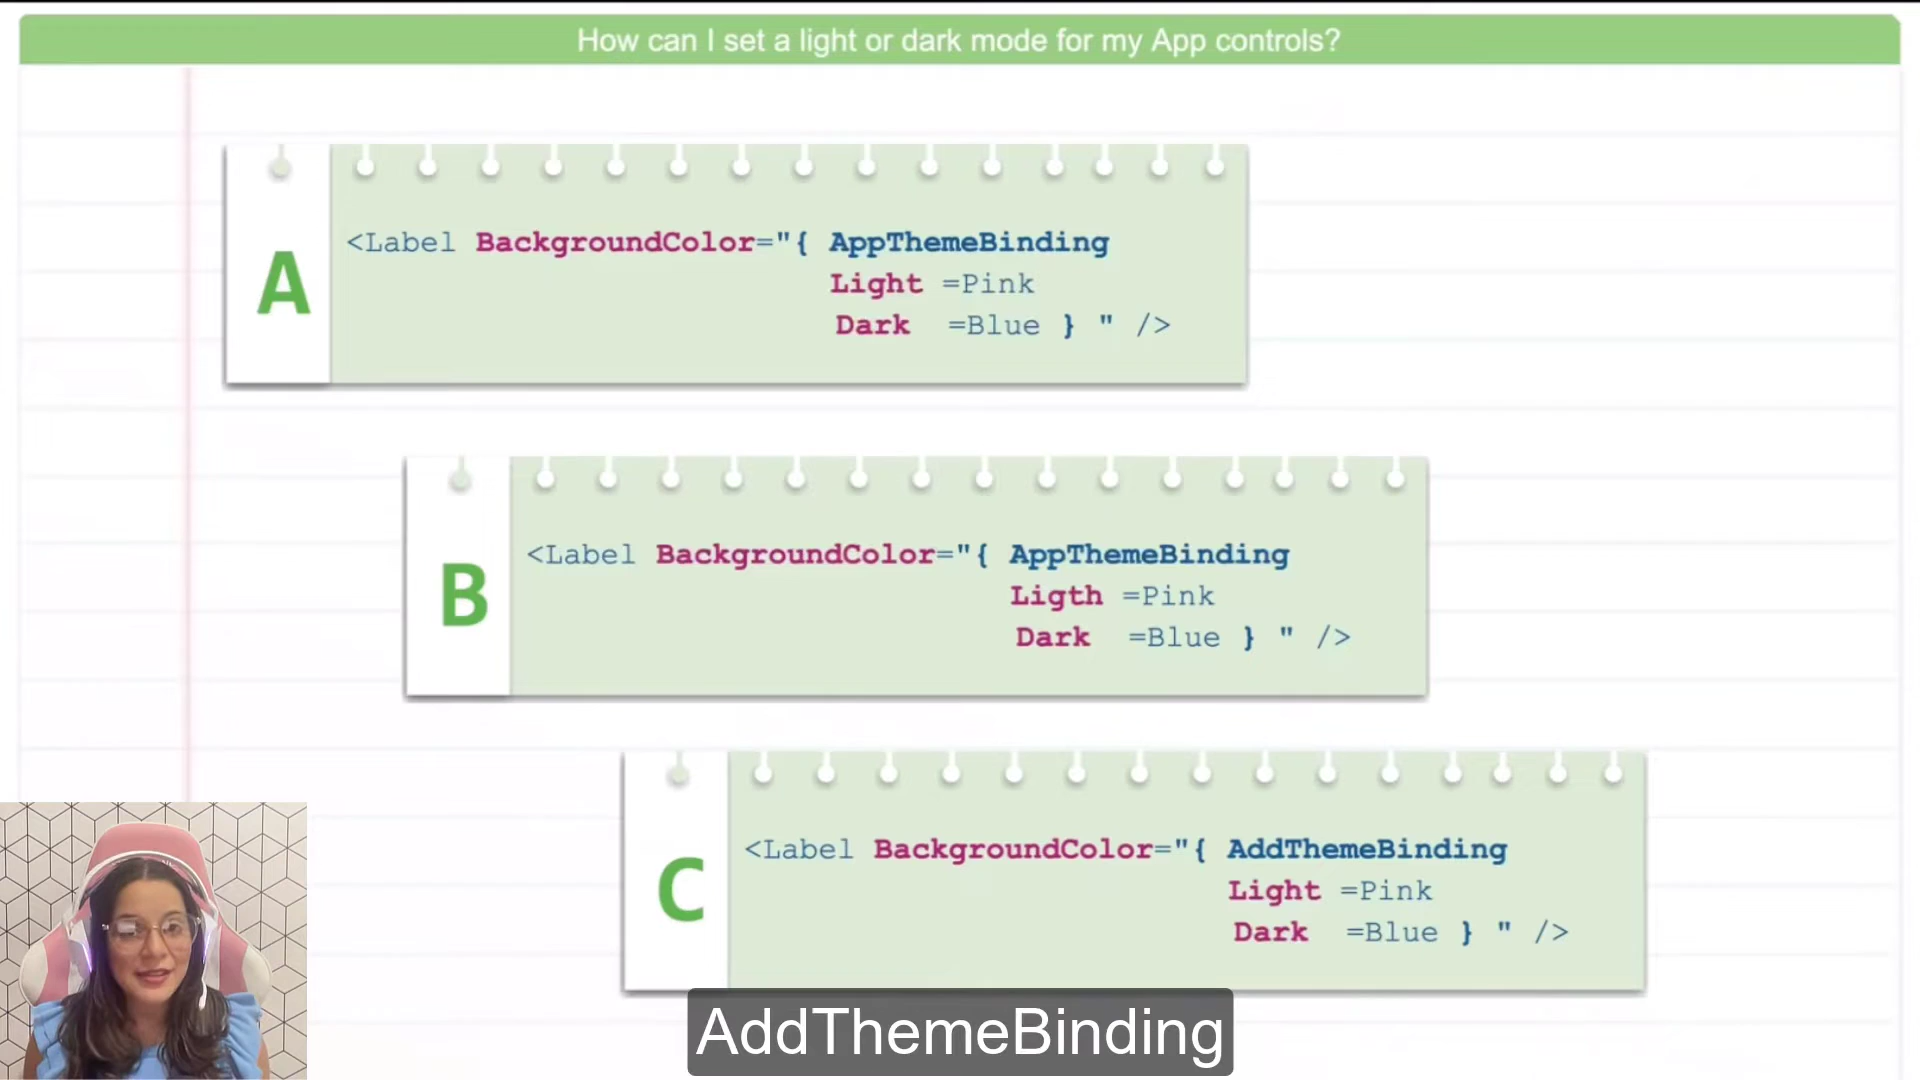 How can I set a light or dark mode for my App controls?
A
<Label BackgroundColor="{ AppThemeBinding
Light =Pink
Dark =Blue } " />
B
<Label BackgroundColor="{ AppThemeBinding
Ligth =Pink
Dark =Blue } " />
C
<Label BackgroundColor="{ AddThemeBinding
Light =Pink
Dark =Blue } " />
AddThemeBinding